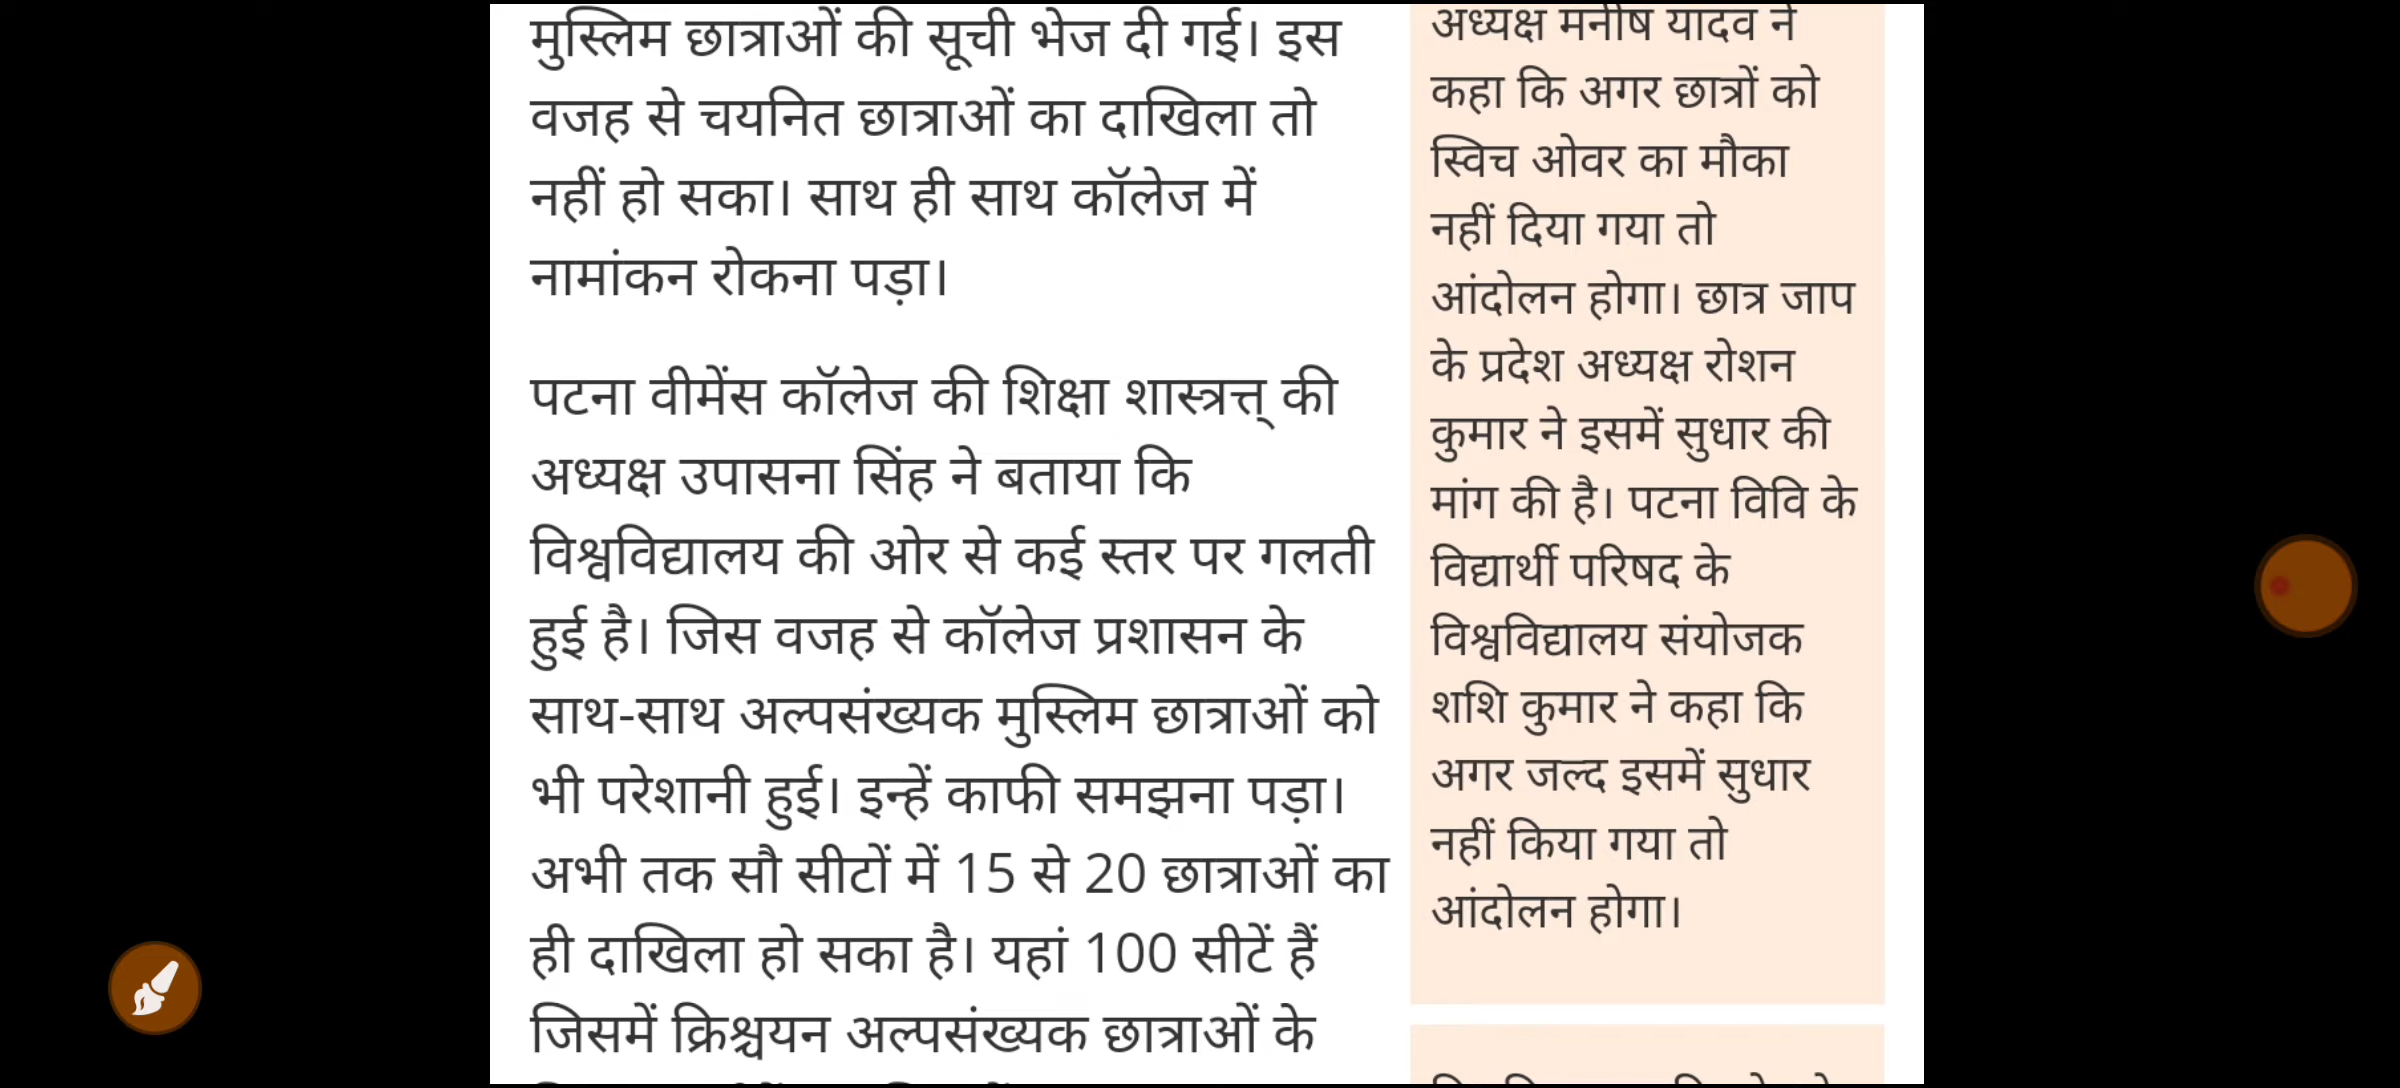 मुस्लिम छात्राओं की सूची भेज दी गई। इस
वजह से चयनित छात्राओं का दाखिला तो
नहीं हो सका। साथ ही साथ कॉलेज में
नामांकन रोकना पड़ा।
पटना वीमेंस कॉलेज की शिक्षा शास्त्रत्त् की
अध्यक्ष उपासना सिंह ने बताया कि
विश्वविद्यालय की ओर से कई स्तर पर गलती
हुई है। जिस वजह से कॉलेज प्रशासन के
साथ-साथ अल्पसंख्यक मुस्लिम छात्राओं को
भी परेशानी हुई। इन्हें काफी समझना पड़ा।
अभी तक सौ सीटों में 15 से 20 छात्राओं का
ही दाखिला हो सका है। यहां 100 सीटें हैं
जिसमें क्रिश्चयन अल्पसंख्यक छात्राओं के
अध्यक्ष मनीष यादव ने
कहा कि अगर छात्रों को
स्विच ओवर का मौका
नहीं दिया गया तो
आंदोलन होगा। छात्र जाप
के प्रदेश अध्यक्ष रोशन
कुमार ने इसमें सुधार की
मांग की है। पटना विवि के
विद्यार्थी परिषद के
विश्वविद्यालय संयोजक
शशि कुमार ने कहा कि
अगर जल्द इसमें सुधार
नहीं किया गया तो
आंदोलन होगा।